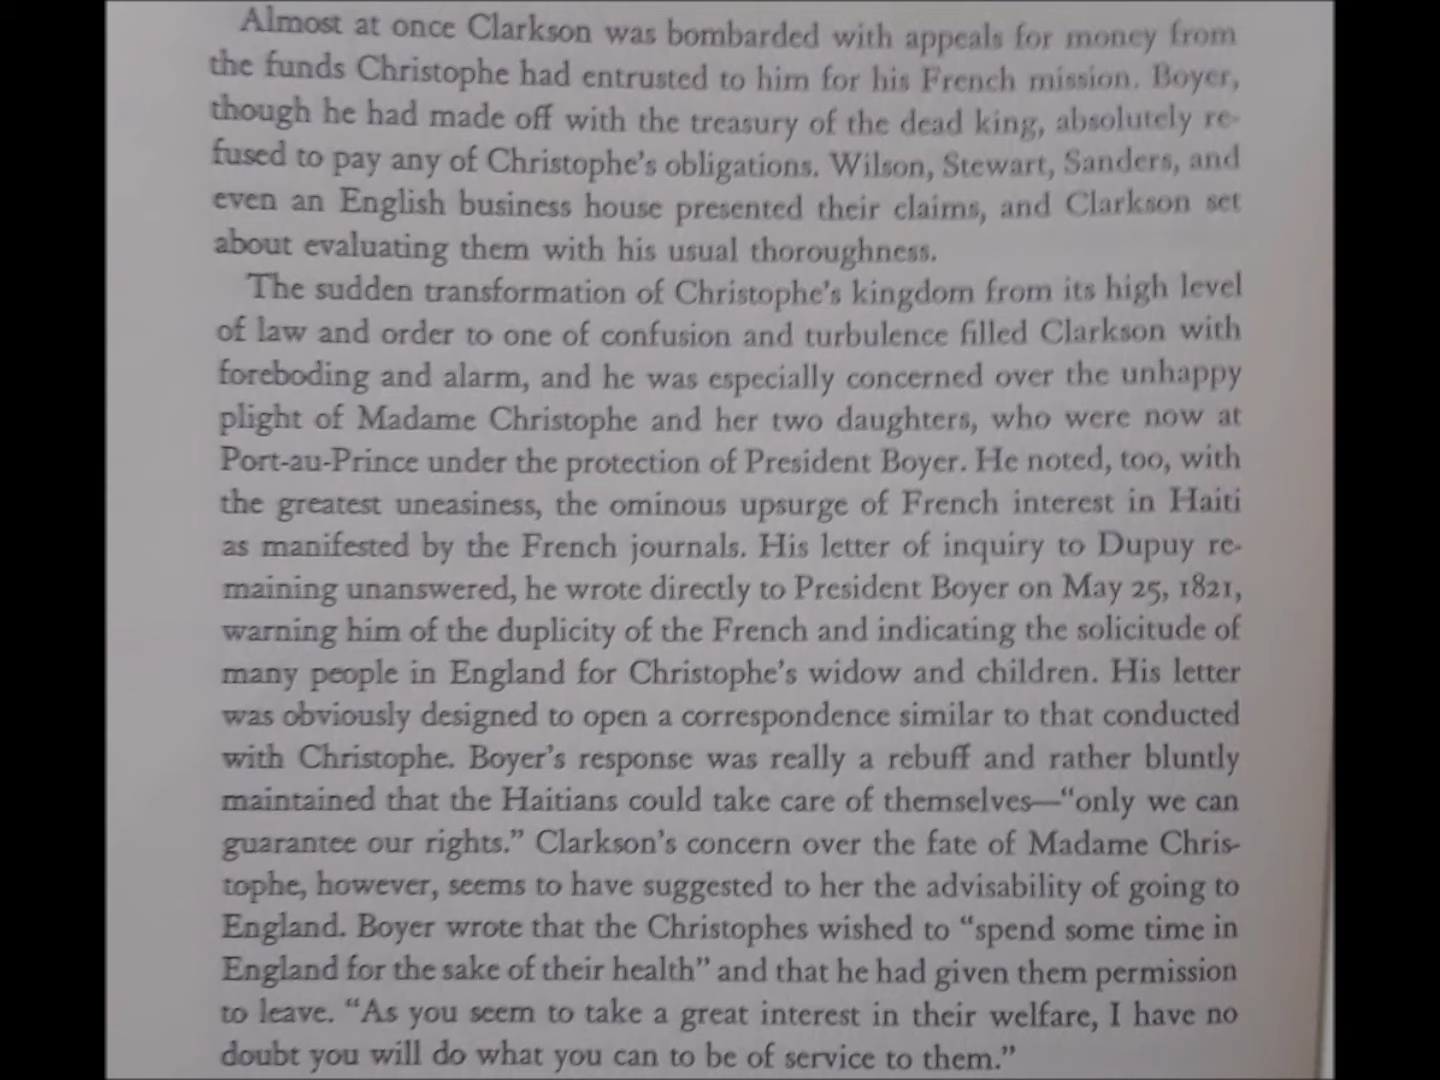 Almost at once Clarkson was bombarded with appeals for money from
the funds Christophe had entrusted to him for his French mission. Boyer,
though he had made off with the treasury of the dead king, absolutely re-
fused to pay any of Christophe's obligations. Wilson, Stewart, Sanders, and
even an English business house presented their claims, and Clarkson set
about evaluating them with his usual thoroughness.
The sudden transformation of Christophe's kingdom from its high level
of law and order to one of confusion and turbulence filled Clarkson with
foreboding and alarm, and he was especially concerned over the unhappy
plight of Madame Christophe and her two daughters, who were now at
Port-au-Prince under the protection of President Boyer. He noted, too, with
the greatest uneasiness, the ominous upsurge of French interest in Haiti
as manifested by the French journals. His letter of inquiry to Dupuy re-
maining unanswered, he wrote directly to President Boyer on May 25, 1821,
warning him of the duplicity of the French and indicating the solicitude of
many people in England for Christophe's widow and children. His letter
was obviously designed to open a correspondence similar to that conducted
with Christophe. Boyer's response was really a rebuff and rather bluntly
maintained that the Haitians could take care of themselves—“only we can
guarantee our rights.” Clarkson's concern over the fate of Madame Chris-
tophe, however, seems to have suggested to her the advisability of going to
England. Boyer wrote that the Christophes wished to “spend some time in
England for the sake of their health” and that he had given them permission
to leave. “As you seem to take a great interest in their welfare, I have no
doubt you will do what you can to be of service to them.”